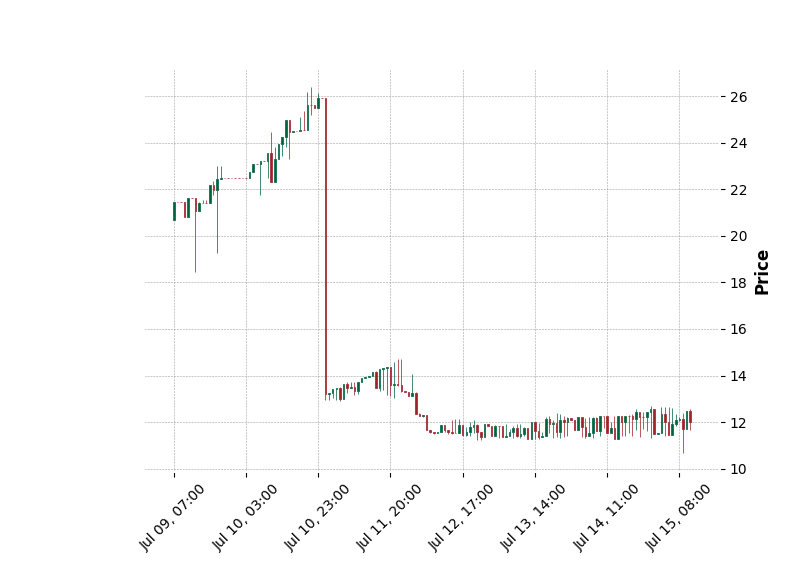 26
24
22
20
18
16
14
12
10
Price
Jul 09, 07:00
Jul 10, 03:00
Jul 10, 23:00
Jul 11, 20:00
Jul 12, 17:00
Jul 13, 14:00
Jul 14, 11:00
Jul 15, 08:00